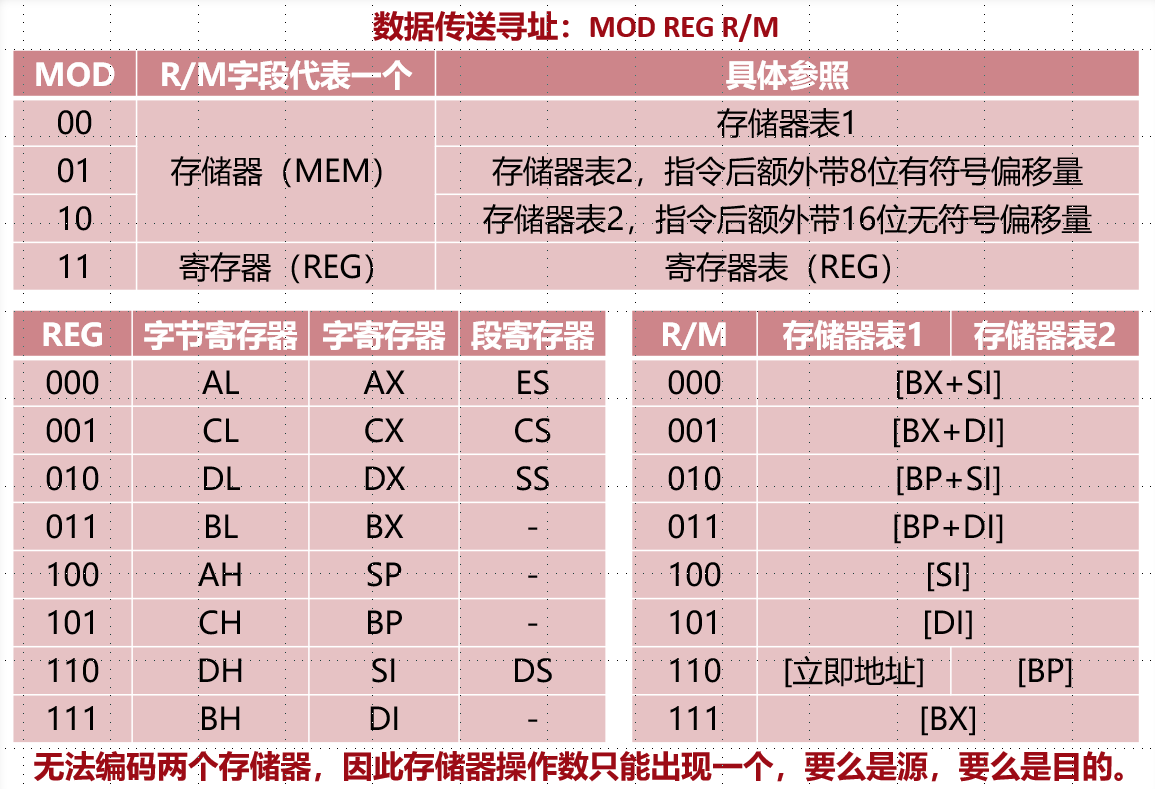 数据传送寻址：MOD REG R/M
MOD R/M字段代表一个 具体参照
00 存储器表1
01 存储器（MEM） 存储器表2，指令后额外带8位有符号偏移量
10 存储器表2，指令后额外带16位无符号偏移量
11 寄存器（REG） 寄存器表（REG）
REG 字节寄存器 字寄存器 段寄存器
000 AL AX ES
001 CL CX CS
010 DL DX SS
011 BL BX -
100 AH SP -
101 CH BP -
110 DH SI DS
111 BH DI -
R/M 存储器表1 存储器表2
000 [BX+SI]
001 [BX+DI]
010 [BP+SI]
011 [BP+DI]
100 [SI]
101 [DI]
110 [立即地址] [BP]
111 [BX]
无法编码两个存储器，因此存储器操作数只能出现一个，要么是源，要么是目的。